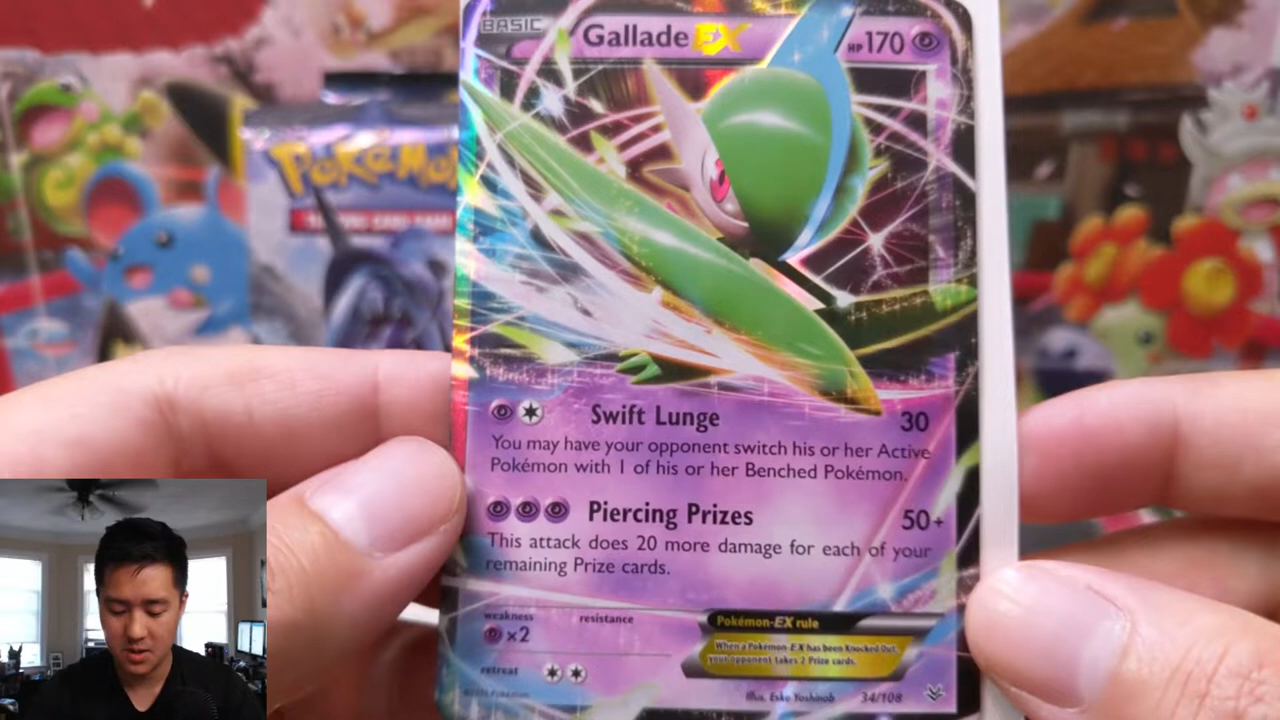 BASIC
Gallade EX
HP 170
POKéMON
Swift Lunge 30
You may have your opponent switch his or her Active
Pokémon with 1 of his or her Benched Pokémon.
Piercing Prizes 50+
This attack does 20 more damage for each of your
remaining Prize cards.
weakness resistance
×2
Pokémon-EX rule
When a Pokémon-EX has been Knocked Out,
your opponent takes 2 Prize cards.
retreat
Illus. Eske Yoshinob 34/108